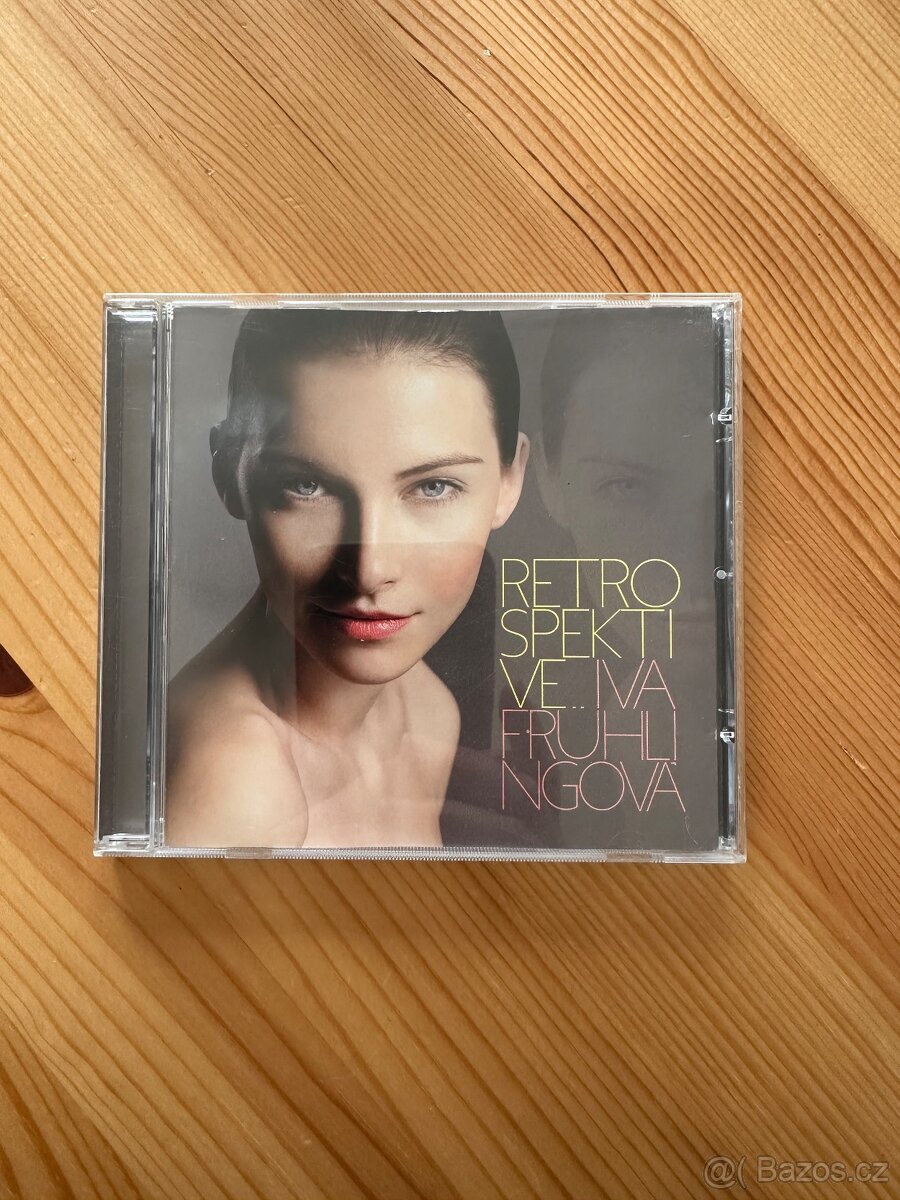 RETRO
SPEKTI
VE..IVA
FRÜHLI
NGOVÁ
@( Bazos.cz